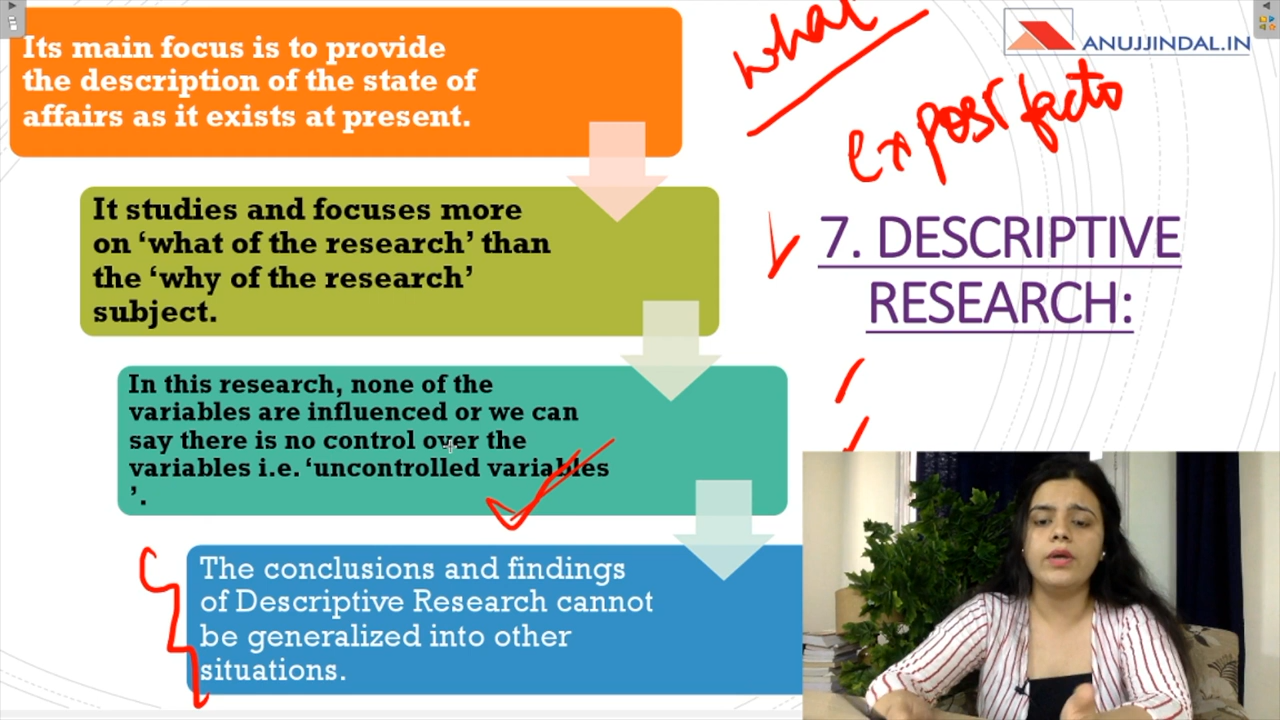 Its main focus is to provide
the description of the state of
affairs as it exists at present.
what
ANUJJINDAL.IN
expost facto
It studies and focuses more
on ‘what of the research’ than
the ‘why of the research’
subject.
7. DESCRIPTIVE
RESEARCH:
In this research, none of the
variables are influenced or we can
say there is no control over the
variables i.e. ‘uncontrolled variables
’.
The conclusions and findings
of Descriptive Research cannot
be generalized into other
situations.